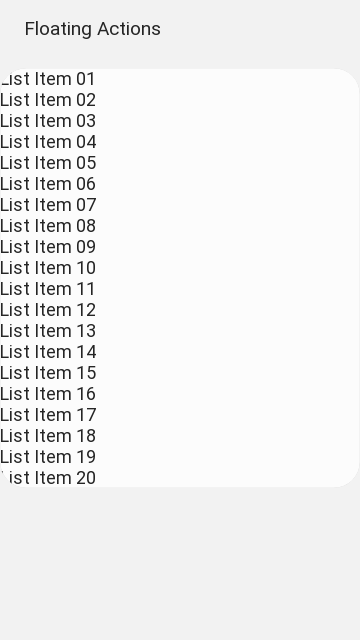 Floating Actions
List Item 01
List Item 02
List Item 03
List Item 04
List Item 05
List Item 06
List Item 07
List Item 08
List Item 09
List Item 10
List Item 11
List Item 12
List Item 13
List Item 14
List Item 15
List Item 16
List Item 17
List Item 18
List Item 19
List Item 20